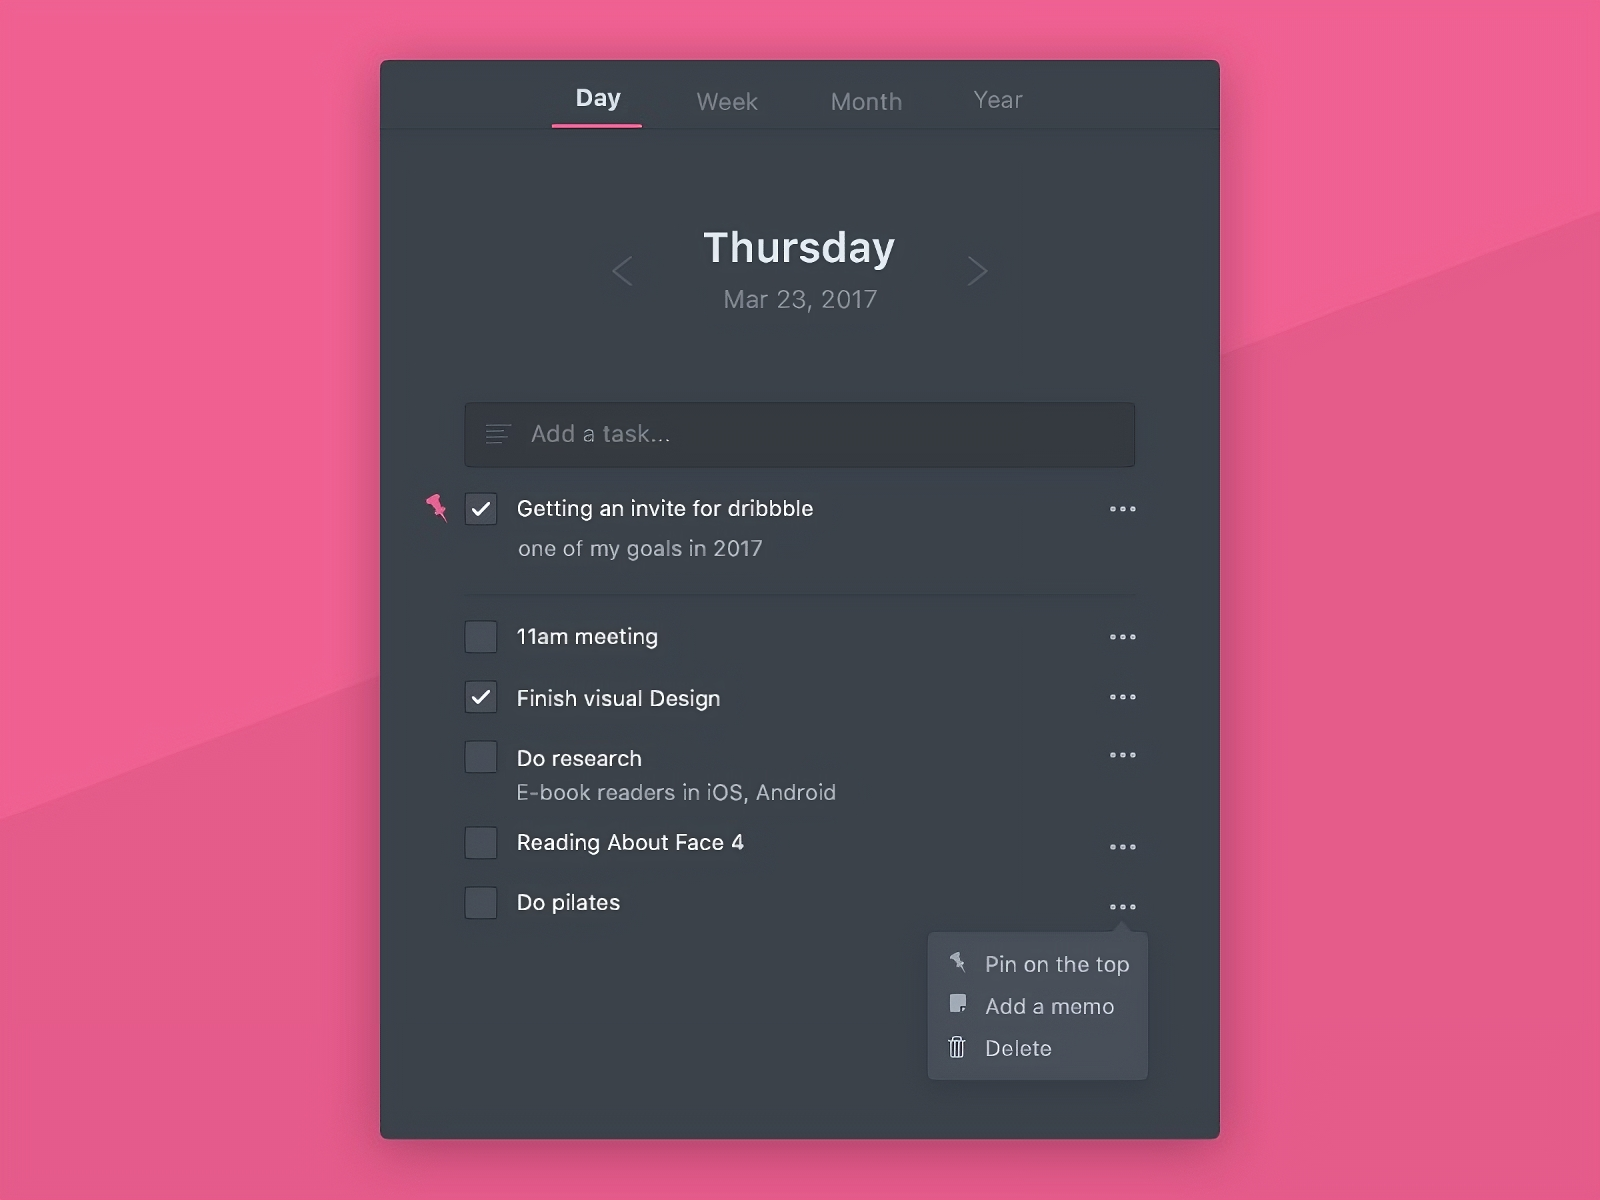 Day Week Month Year
Thursday
Mar 23, 2017
Add a task...
Getting an invite for dribbble
one of my goals in 2017
11am meeting
Finish visual Design
Do research
E-book readers in iOS, Android
Reading About Face 4
Do pilates
Pin on the top
Add a memo
Delete